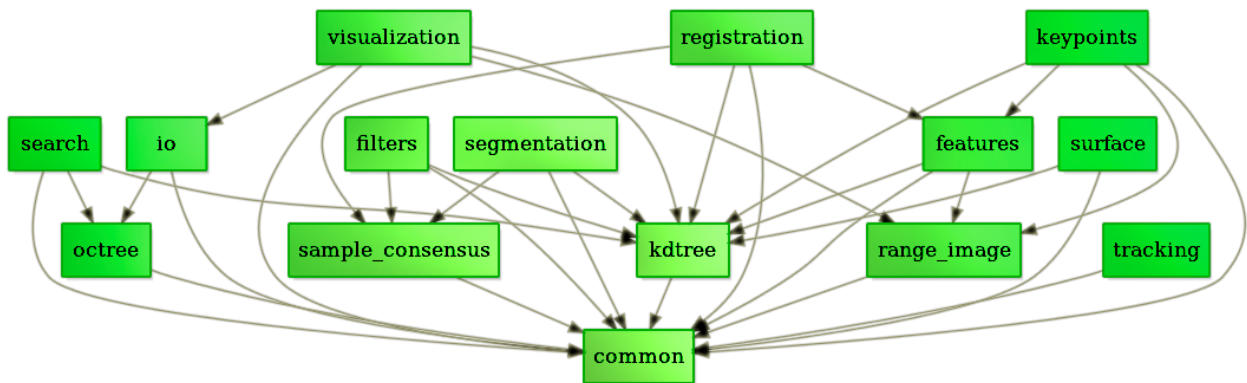 visualization
registration
keypoints
search
io
filters
segmentation
features
surface
octree
sample_consensus
kdtree
range_image
tracking
common